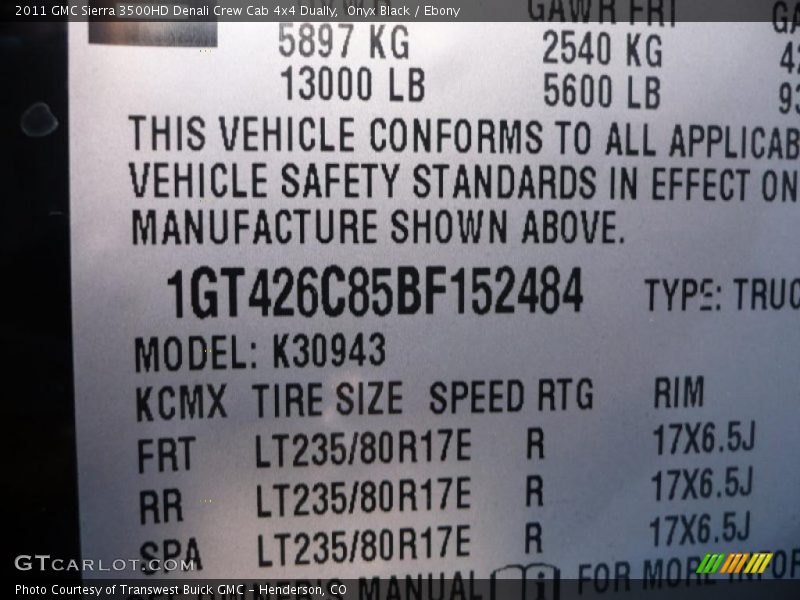 2011 GMC Sierra 3500HD Denali Crew Cab 4x4 Dually, Onyx Black / Ebony
GAWR FRT
5897 KG 2540 KG
13000 LB 5600 LB
THIS VEHICLE CONFORMS TO ALL APPLICAB
VEHICLE SAFETY STANDARDS IN EFFECT ON
MANUFACTURE SHOWN ABOVE.
1GT426C85BF152484 TYPE: TRUC
MODEL: K30943
KCMX TIRE SIZE SPEED RTG RIM
FRT LT235/80R17E R 17X6.5J
RR LT235/80R17E R 17X6.5J
SPA LT235/80R17E R 17X6.5J
OWNER'S MANUAL FOR MORE INFOR
GTCARLOT.COM
Photo Courtesy of Transwest Buick GMC - Henderson, CO